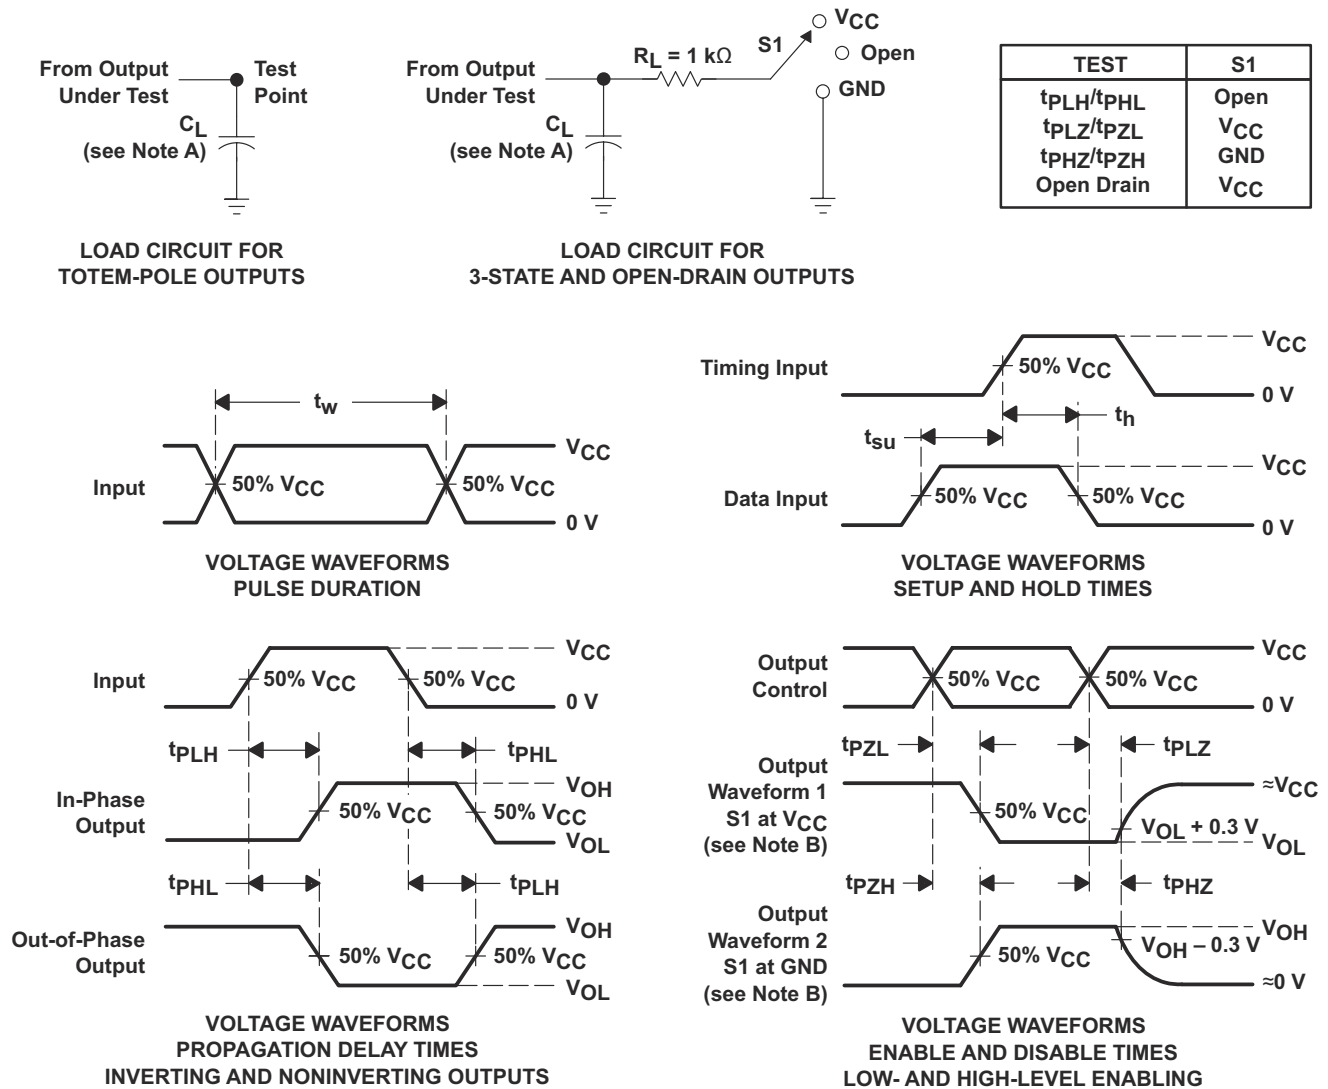 From Output
Under Test
Test
Point
CL
(see Note A)
LOAD CIRCUIT FOR
TOTEM-POLE OUTPUTS
From Output
Under Test
RL = 1 kΩ
S1
VCC
Open
GND
CL
(see Note A)
LOAD CIRCUIT FOR
3-STATE AND OPEN-DRAIN OUTPUTS
TEST S1
tPLH/tPHL Open
tPLZ/tPZL VCC
tPHZ/tPZH GND
Open Drain VCC
tw
Input
50% VCC
50% VCC
VCC
0 V
VOLTAGE WAVEFORMS
PULSE DURATION
Timing Input
50% VCC
VCC
0 V
tsu
th
Data Input
50% VCC
50% VCC
VCC
0 V
VOLTAGE WAVEFORMS
SETUP AND HOLD TIMES
Input
50% VCC
50% VCC
VCC
0 V
tPLH
tPHL
In-Phase
Output
50% VCC
50% VCC
VOH
VOL
tPHL
tPLH
Out-of-Phase
Output
50% VCC
50% VCC
VOH
VOL
VOLTAGE WAVEFORMS
PROPAGATION DELAY TIMES
INVERTING AND NONINVERTING OUTPUTS
Output
Control
50% VCC
50% VCC
VCC
0 V
tPZL
tPLZ
Output
Waveform 1
S1 at VCC
(see Note B)
50% VCC
VOL + 0.3 V
≈VCC
VOL
tPZH
tPHZ
Output
Waveform 2
S1 at GND
(see Note B)
50% VCC
VOH – 0.3 V
VOH
≈0 V
VOLTAGE WAVEFORMS
ENABLE AND DISABLE TIMES
LOW- AND HIGH-LEVEL ENABLING